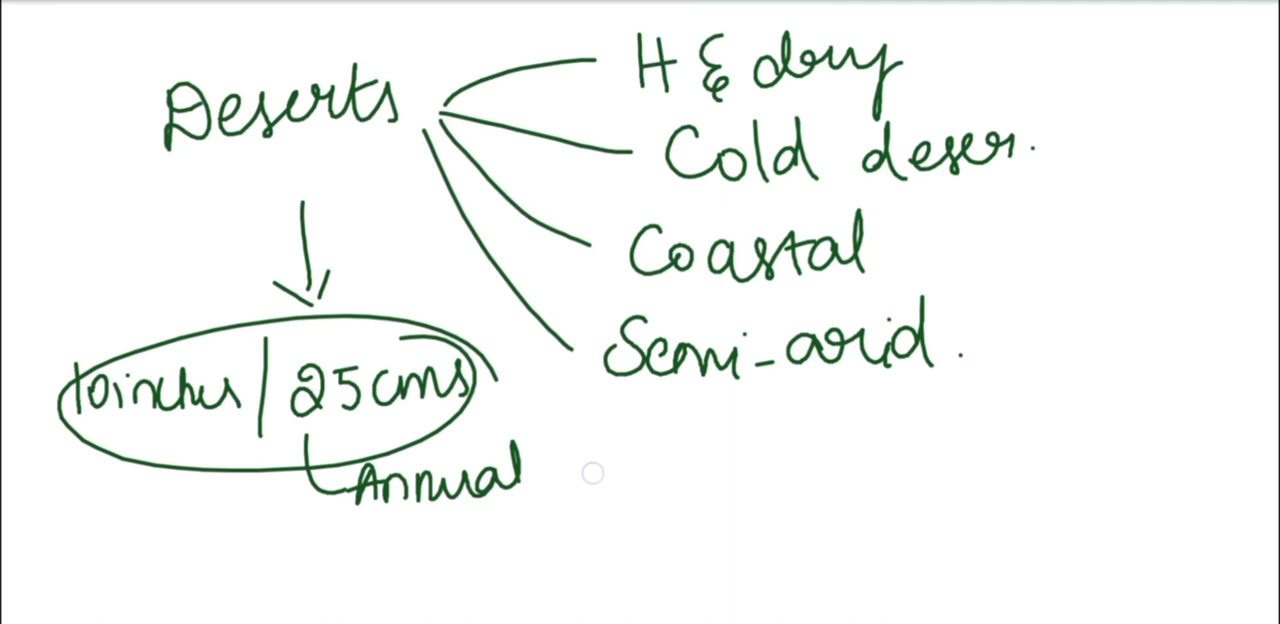 Deserts
H & dry
Cold deser.
Coastal
Semi-arid.
10inches | 25cms
Annual